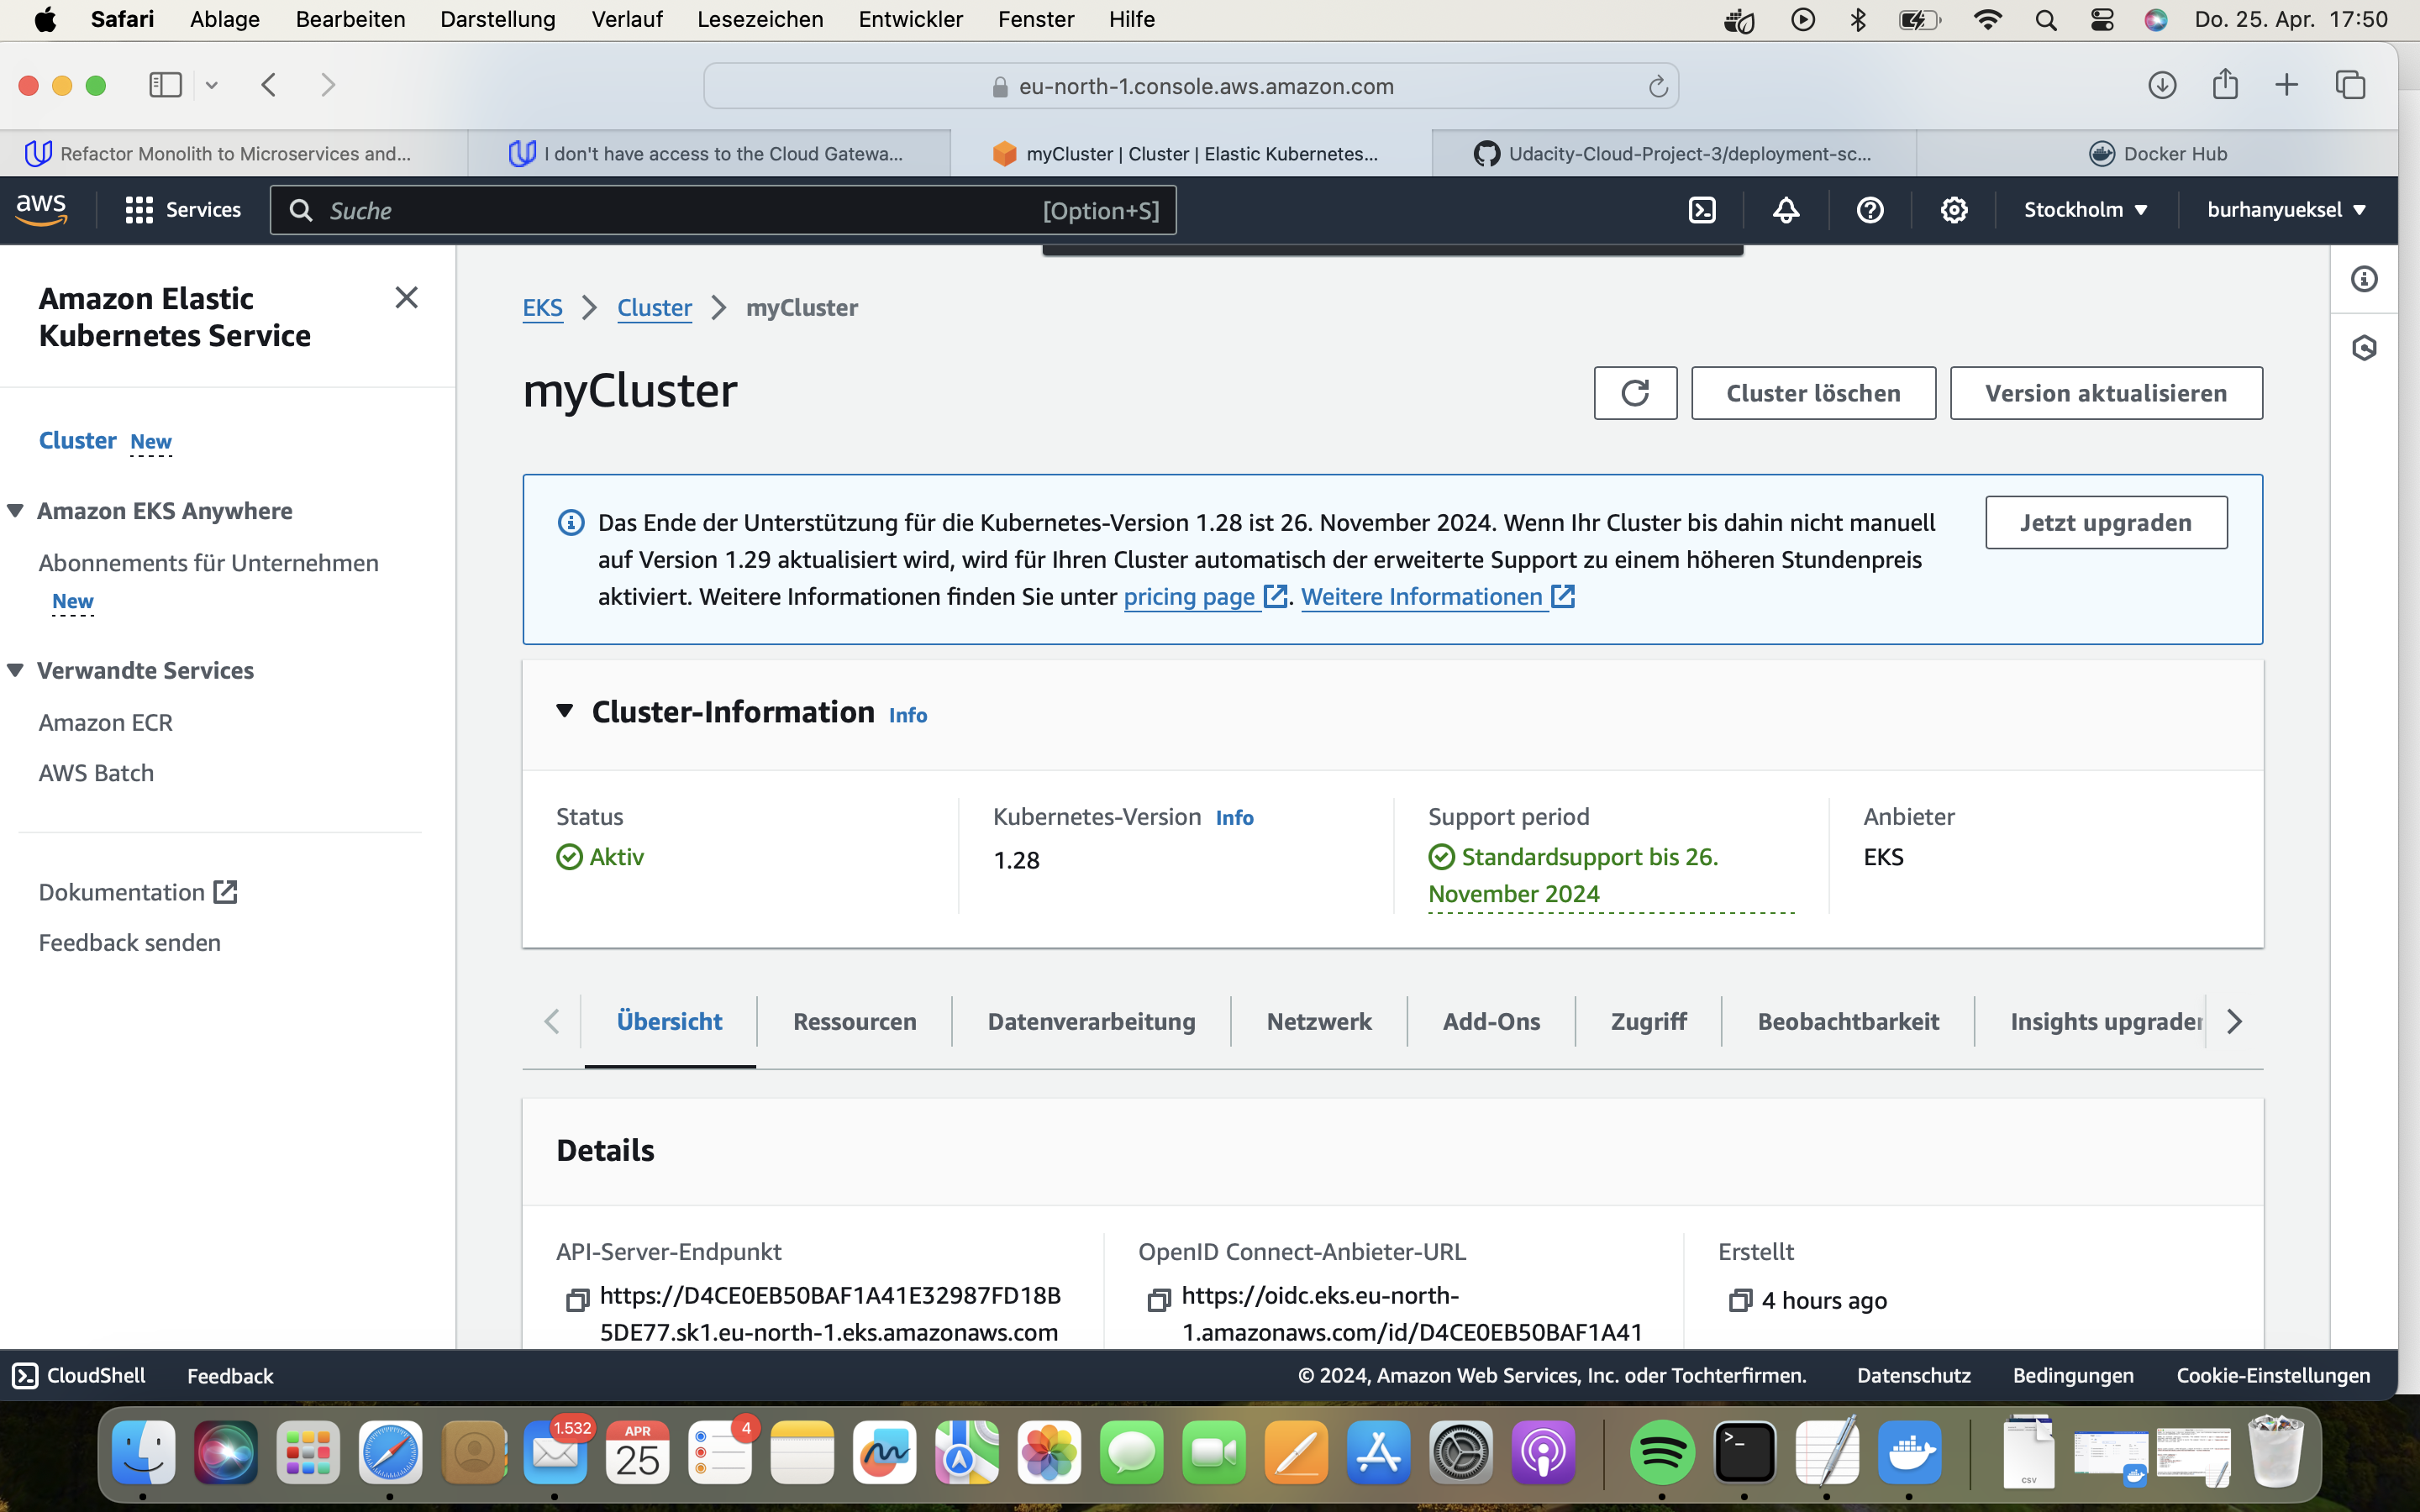 Safari Ablage Bearbeiten Darstellung Verlauf Lesezeichen Entwickler Fenster Hilfe Do. 25. Apr. 17:50
eu-north-1.console.aws.amazon.com
Refactor Monolith to Microservices and... I don't have access to the Cloud Gatewa... myCluster | Cluster | Elastic Kubernetes... Udacity-Cloud-Project-3/deployment-sc... Docker Hub
aws Services Suche [Option+S] Stockholm burhanyueksel
Amazon Elastic
Kubernetes Service
Cluster New
Amazon EKS Anywhere
Abonnements für Unternehmen
New
Verwandte Services
Amazon ECR
AWS Batch
Dokumentation
Feedback senden
EKS Cluster myCluster
myCluster
Cluster löschen Version aktualisieren
Das Ende der Unterstützung für die Kubernetes-Version 1.28 ist 26. November 2024. Wenn Ihr Cluster bis dahin nicht manuell
auf Version 1.29 aktualisiert wird, wird für Ihren Cluster automatisch der erweiterte Support zu einem höheren Stundenpreis
aktiviert. Weitere Informationen finden Sie unter pricing page. Weitere Informationen
Jetzt upgraden
Cluster-Information Info
Status
Aktiv
Kubernetes-Version Info
1.28
Support period
Standardsupport bis 26.
November 2024
Anbieter
EKS
Übersicht Ressourcen Datenverarbeitung Netzwerk Add-Ons Zugriff Beobachtbarkeit Insights upgrader
Details
API-Server-Endpunkt
https://D4CE0EB50BAF1A41E32987FD18B
5DE77.sk1.eu-north-1.eks.amazonaws.com
OpenID Connect-Anbieter-URL
https://oidc.eks.eu-north-
1.amazonaws.com/id/D4CE0EB50BAF1A41
Erstellt
4 hours ago
CloudShell Feedback © 2024, Amazon Web Services, Inc. oder Tochterfirmen. Datenschutz Bedingungen Cookie-Einstellungen
1.532
APR
25
4
CSV